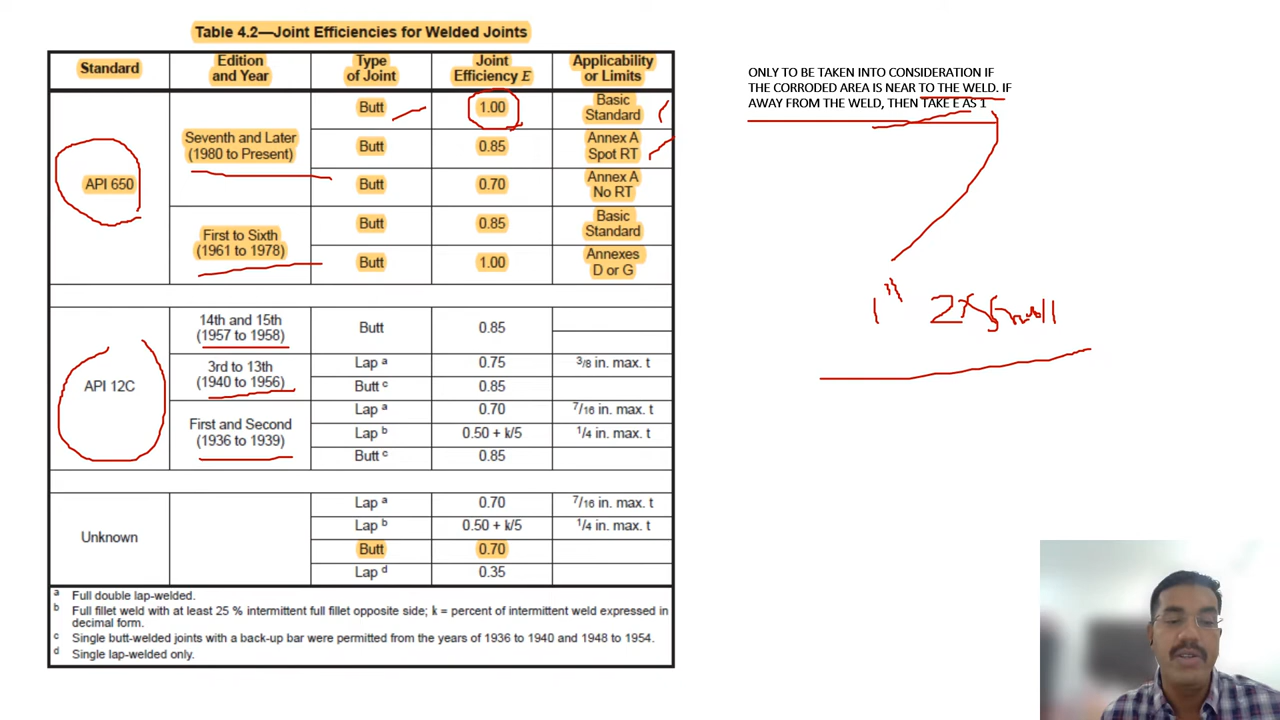 Table 4.2—Joint Efficiencies for Welded Joints
Standard Edition and Year Type of Joint Joint Efficiency E Applicability or Limits
API 650
Seventh and Later
(1980 to Present)
Butt 1.00 Basic Standard
Butt 0.85 Annex A Spot RT
Butt 0.70 Annex A No RT
First to Sixth
(1961 to 1978)
Butt 0.85 Basic Standard
Butt 1.00 Annexes D or G
API 12C
14th and 15th
(1957 to 1958)
Butt 0.85
3rd to 13th
(1940 to 1956)
Lap a 0.75 3/8 in. max. t
Butt c 0.85
First and Second
(1936 to 1939)
Lap a 0.70 7/16 in. max. t
Lap b 0.50 + k/5 1/4 in. max. t
Butt c 0.85
Unknown
Lap a 0.70 7/16 in. max. t
Lap b 0.50 + k/5 1/4 in. max. t
Butt 0.70
Lap d 0.35
a Full double lap-welded.
b Full fillet weld with at least 25 % intermittent full fillet opposite side; k = percent of intermittent weld expressed in
decimal form.
c Single butt-welded joints with a back-up bar were permitted from the years of 1936 to 1940 and 1948 to 1954.
d Single lap-welded only.
ONLY TO BE TAKEN INTO CONSIDERATION IF
THE CORRODED AREA IS NEAR TO THE WELD. IF
AWAY FROM THE WELD, THEN TAKE E AS 1
1" 2x